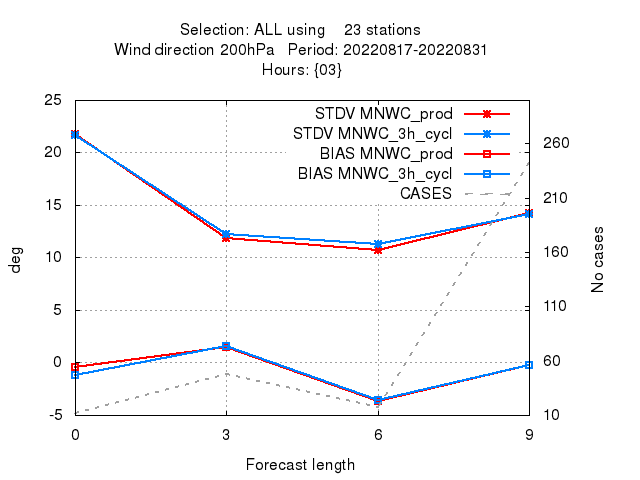 Selection: ALL using    23 stations
Wind direction 200hPa   Period: 20220817-20220831
Hours: {03}
STDV MNWC_prod
STDV MNWC_3h_cycl
BIAS MNWC_prod
BIAS MNWC_3h_cycl
CASES
25
20
15
10
5
0
-5
deg
260
210
160
110
60
10
No cases
0 3 6 9
Forecast length